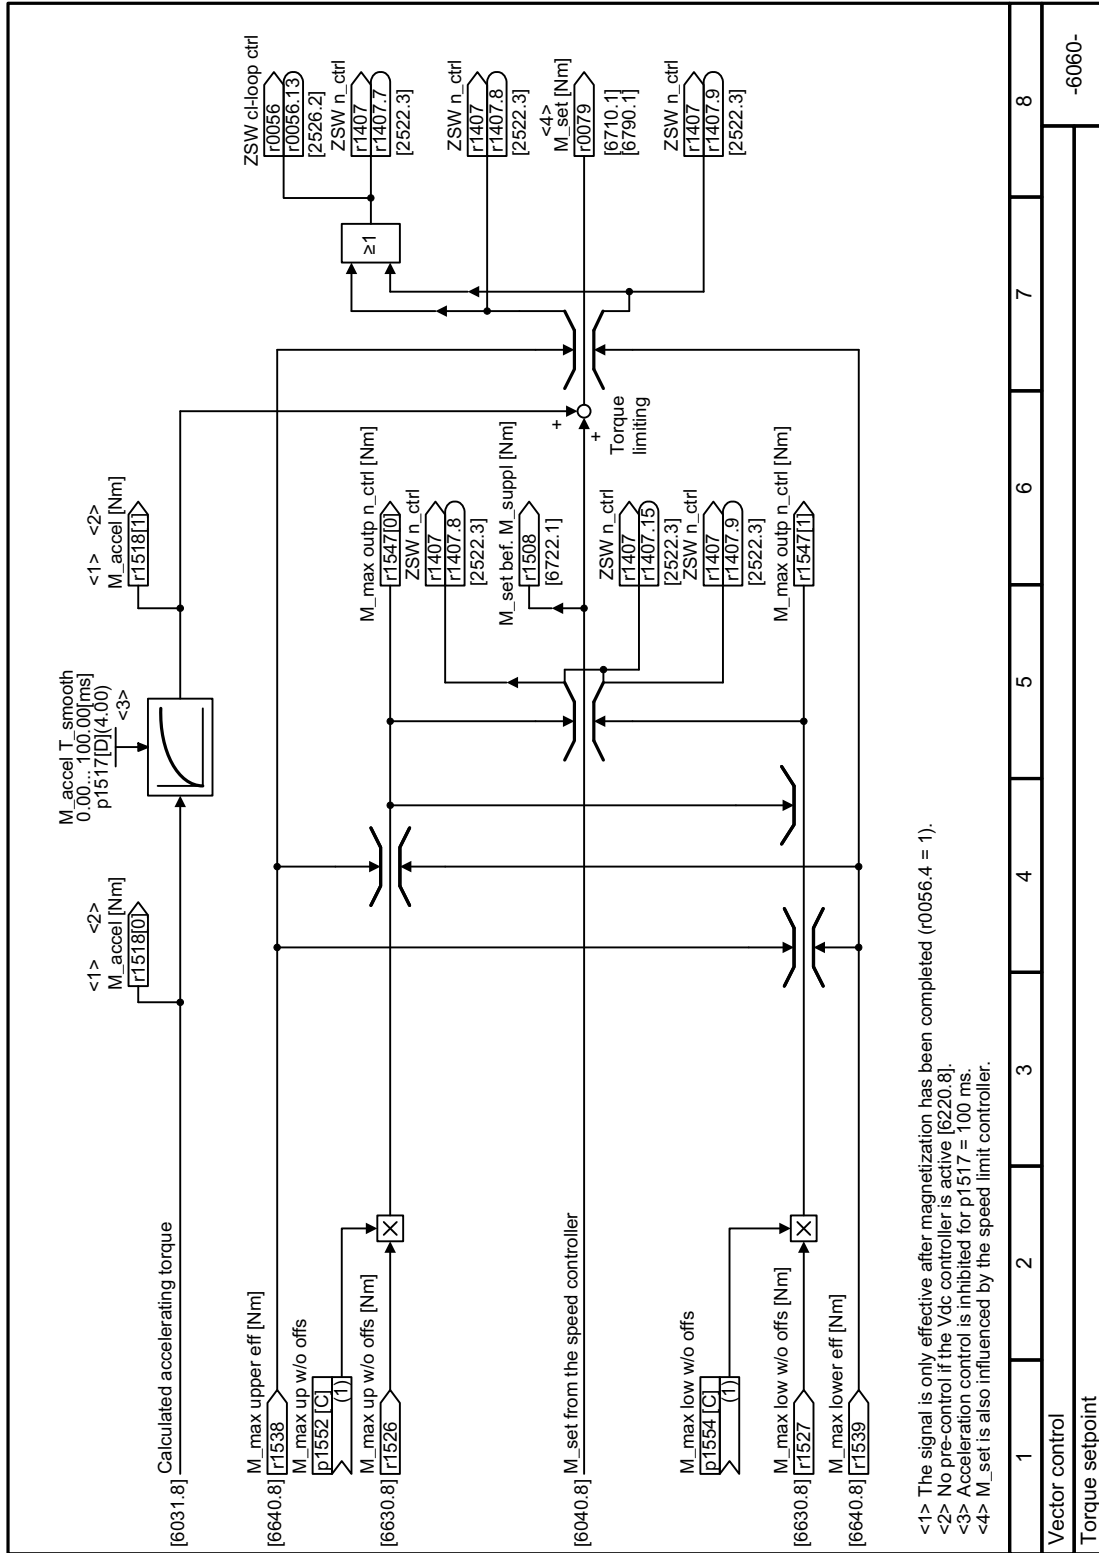 [6031.8] Calculated accelerating torque
<1> <2>
M_accel [Nm]
r1518[0]
M_accel T_smooth
0.00... 100.00[ms]
p1517[D](4.00)
<3>
<1> <2>
M_accel [Nm]
r1518[1]
M_max upper eff [Nm]
[6640.8] r1538
M_max up w/o offs
p1552 [C]
(1)
M_max up w/o offs [Nm]
[6630.8] r1526
[6040.8] M_set from the speed controller
M_max low w/o offs
p1554 [C]
(1)
M_max low w/o offs [Nm]
[6630.8] r1527
M_max lower eff [Nm]
[6640.8] r1539
M_max outp n_ctrl [Nm]
r1547[0]
ZSW n_ctrl
r1407
r1407.8
[2522.3]
M_set bef. M_suppl [Nm]
r1508
[6722.1]
ZSW n_ctrl
r1407
r1407.15
[2522.3]
ZSW n_ctrl
r1407
r1407.9
[2522.3]
M_max outp n_ctrl [Nm]
r1547[1]
+
+
Torque
limiting
≥1
ZSW cl-loop ctrl
r0056
r0056.13
[2526.2]
ZSW n_ctrl
r1407
r1407.7
[2522.3]
ZSW n_ctrl
r1407
r1407.8
[2522.3]
<4>
M_set [Nm]
r0079
[6710.1]
[6790.1]
ZSW n_ctrl
r1407
r1407.9
[2522.3]
<1> The signal is only effective after magnetization has been completed (r0056.4 = 1).
<2> No pre-control if the Vdc controller is active [6220.8].
<3> Acceleration control is inhibited for p1517 = 100 ms.
<4> M_set is also influenced by the speed limit controller.
1 2 3 4 5 6 7 8
Vector control
Torque setpoint
-6060-